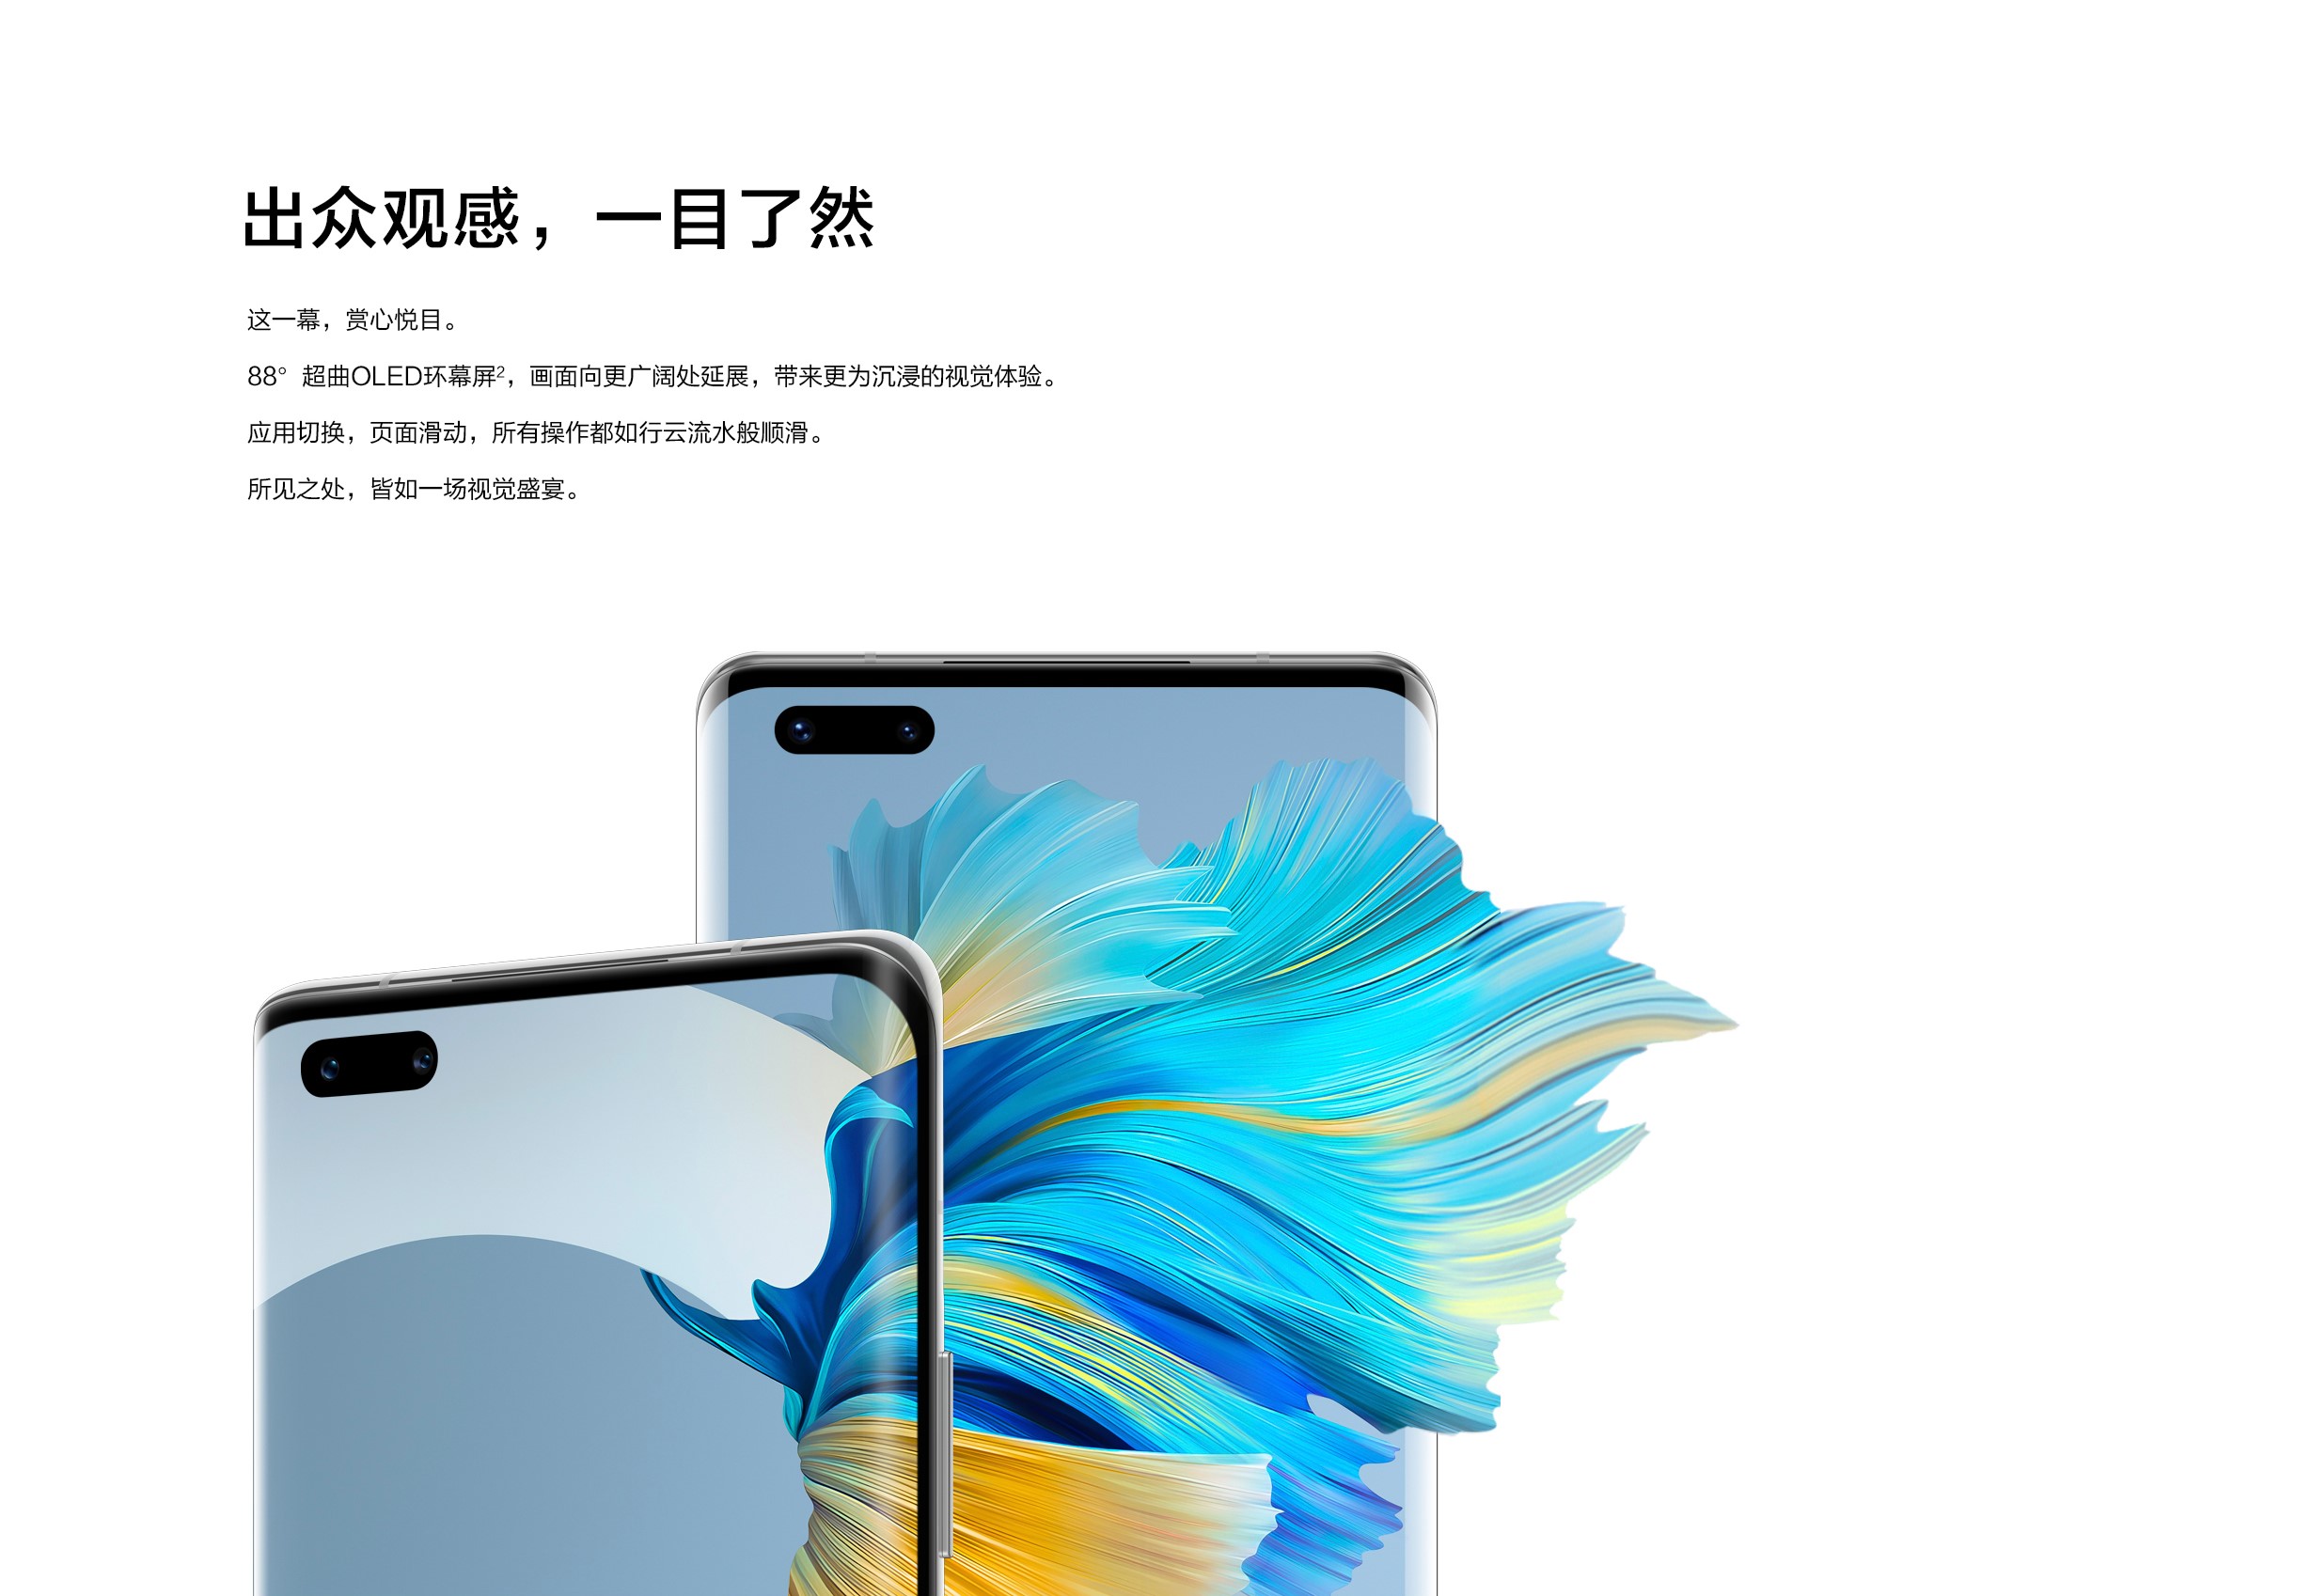 出众观感，一目了然
这一幕，赏心悦目。
88° 超曲OLED环幕屏²，画面向更广阔处延展，带来更为沉浸的视觉体验。
应用切换，页面滑动，所有操作都如行云流水般顺滑。
所见之处，皆如一场视觉盛宴。